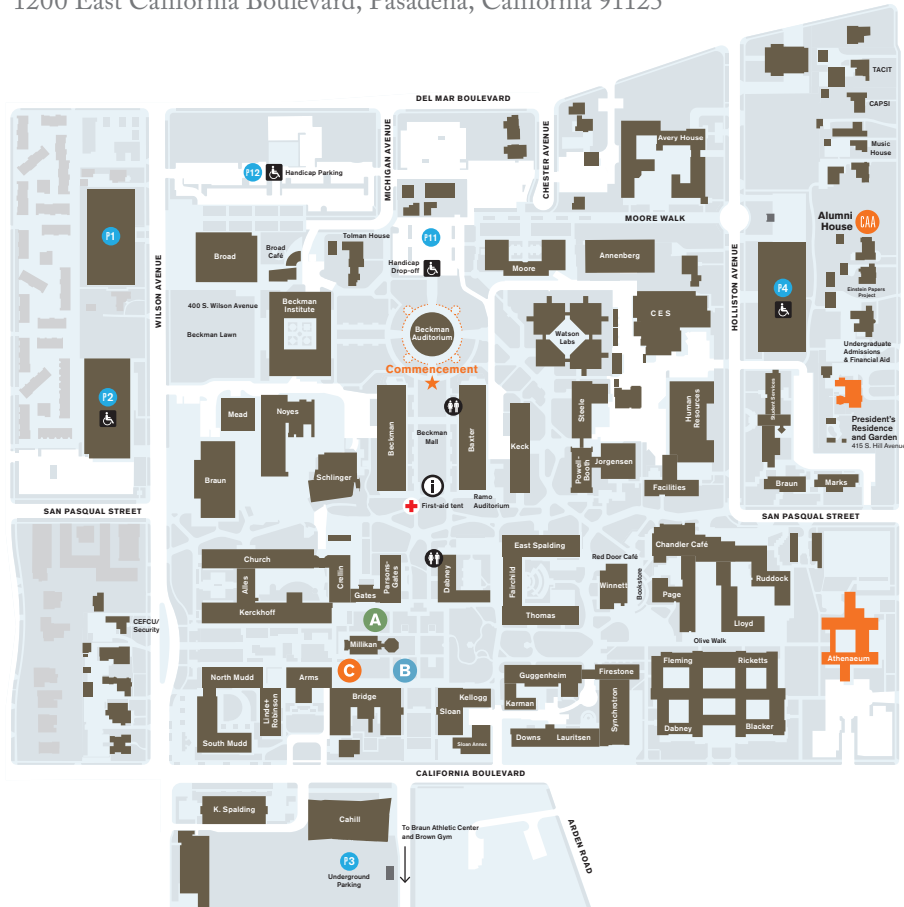 1200 East California Boulevard, Pasadena, California 91125
TACIT
DEL MAR BOULEVARD
CAPSI
MICHIGAN AVENUE
CHESTER AVENUE
Avery House
Music
House
P12
Handicap Parking
MOORE WALK
Alumni
House
CAA
P1
WILSON AVENUE
Broad
Broad
Café
Tolman House
P11
Handicap
Drop-off
Moore
Annenberg
HOLLISTON AVENUE
P4
Einstein Papers
Project
400 S. Wilson Avenue
Beckman
Institute
Beckman Lawn
Beckman
Auditorium
Watson
Labs
CES
Undergraduate
Admissions
& Financial Aid
Commencement
P2
Mead
Noyes
Beckman
Beckman
Mall
Baxter
Keck
Steele
Human
Resources
Student Services
President's
Residence
and Garden
415 S. Hill Avenue
Braun
Schlinger
Powell-
Booth
Jorgensen
Facilities
Braun
Marks
i
First-aid tent
Ramo
Auditorium
SAN PASQUAL STREET
SAN PASQUAL STREET
Church
Alles
Kerckhoff
Crellin
Gates
Parsons-
Gates
Dabney
East Spalding
Fairchild
Thomas
Red Door Café
Winnett
Bookstore
Chandler Café
Page
Ruddock
Lloyd
CEFCU/
Security
A
Millikan
C
B
Olive Walk
Athenaeum
North Mudd
Linde+
Robinson
Arms
South Mudd
Bridge
Kellogg
Sloan
Sloan Annex
Guggenheim
Firestone
Karman
Synchrotron
Downs
Lauritsen
Fleming
Ricketts
Dabney
Blacker
CALIFORNIA BOULEVARD
K. Spalding
Cahill
To Braun Athletic Center
and Brown Gym
ARDEN ROAD
P3
Underground
Parking